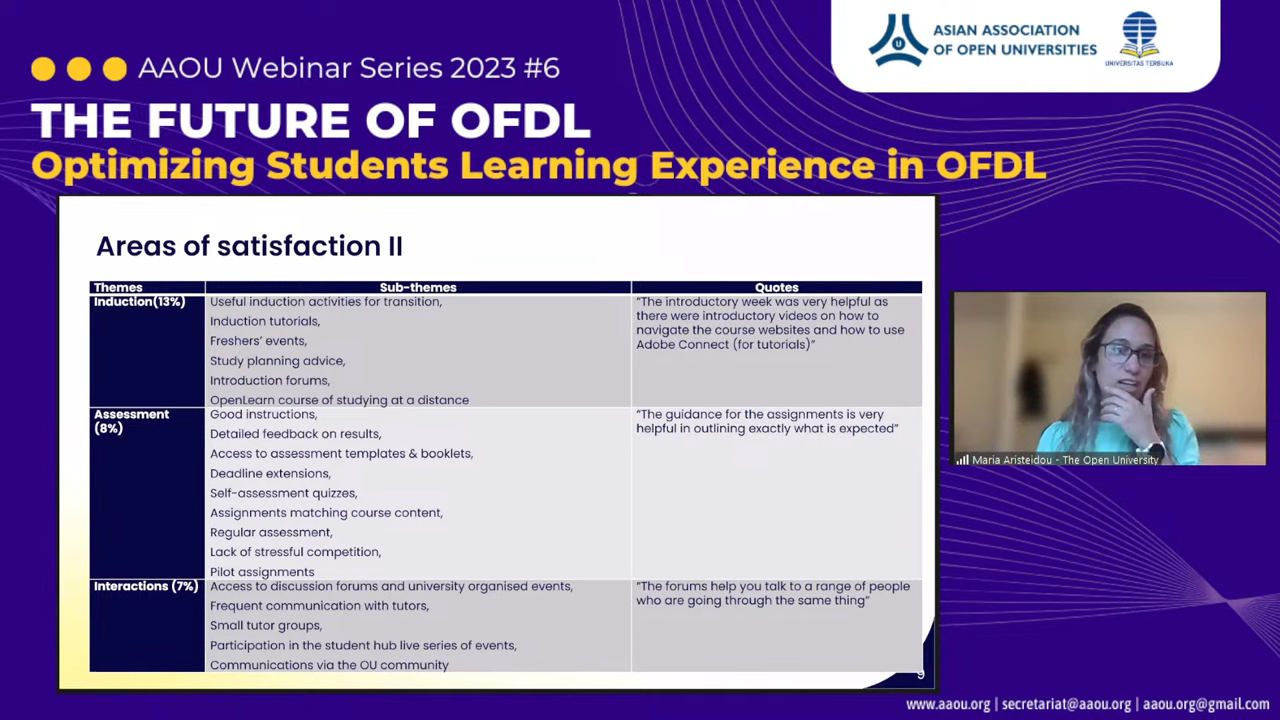 ASIAN ASSOCIATION
OF OPEN UNIVERSITIES
U
UNIVERSITAS TERBUKA
AAOU Webinar Series 2023 #6
THE FUTURE OF OFDL
Optimizing Students Learning Experience in OFDL
Areas of satisfaction II
Themes Sub-themes Quotes
Induction(13%)
Useful induction activities for transition,
Induction tutorials,
Freshers’ events,
Study planning advice,
Introduction forums,
OpenLearn course of studying at a distance
“The introductory week was very helpful as
there were introductory videos on how to
navigate the course websites and how to use
Adobe Connect (for tutorials)”
Assessment
(8%)
Good instructions,
Detailed feedback on results,
Access to assessment templates & booklets,
Deadline extensions,
Self-assessment quizzes,
Assignments matching course content,
Regular assessment,
Lack of stressful competition,
Pilot assignments
“The guidance for the assignments is very
helpful in outlining exactly what is expected”
Interactions (7%)
Access to discussion forums and university organised events,
Frequent communication with tutors,
Small tutor groups,
Participation in the student hub live series of events,
Communications via the OU community
“The forums help you talk to a range of people
who are going through the same thing”
9
Maria Aristeidou - The Open University
www.aaou.org | secretariat@aaou.org | aaou.org@gmail.com